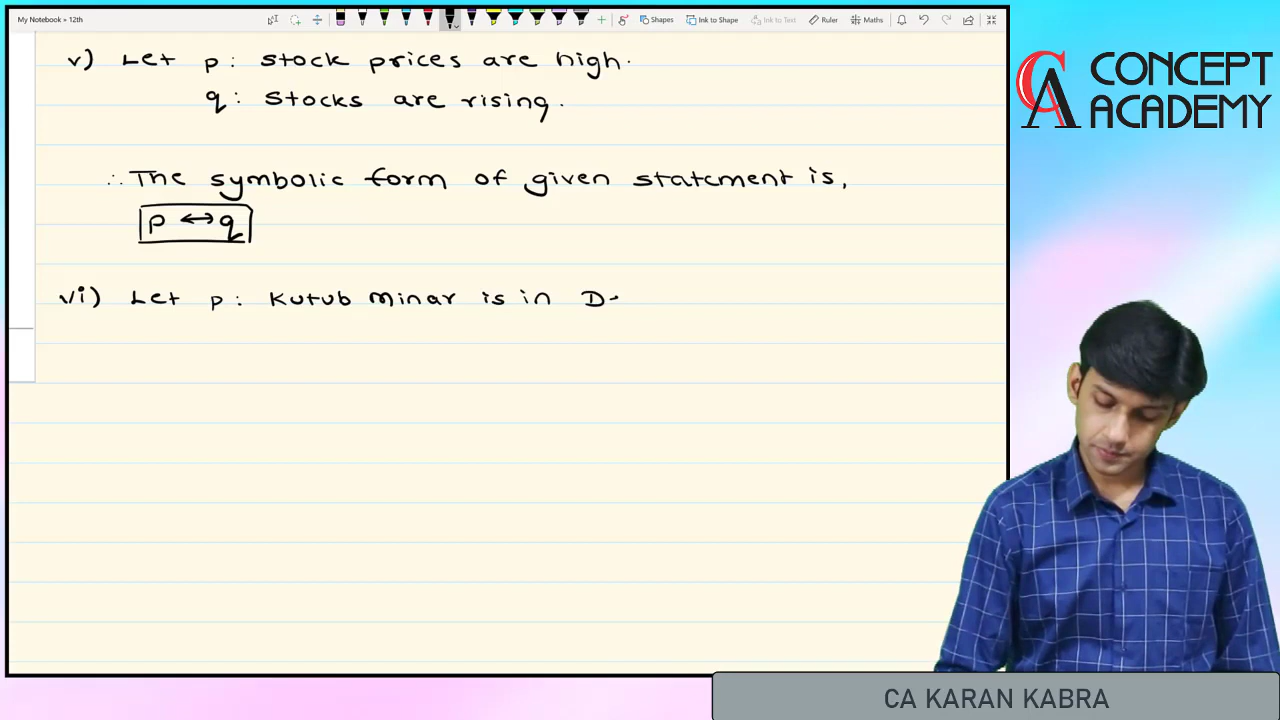 My Notebook > 12th
Shapes
Ink to Shape
Ink to Text
Ruler
Maths
v) Let p: stock prices are high.
q: stocks are rising.
∴ The symbolic form of given statement is,
p ↔ q
vi) Let p: Kutub Minar is in D
CA
CONCEPT
ACADEMY
CA KARAN KABRA